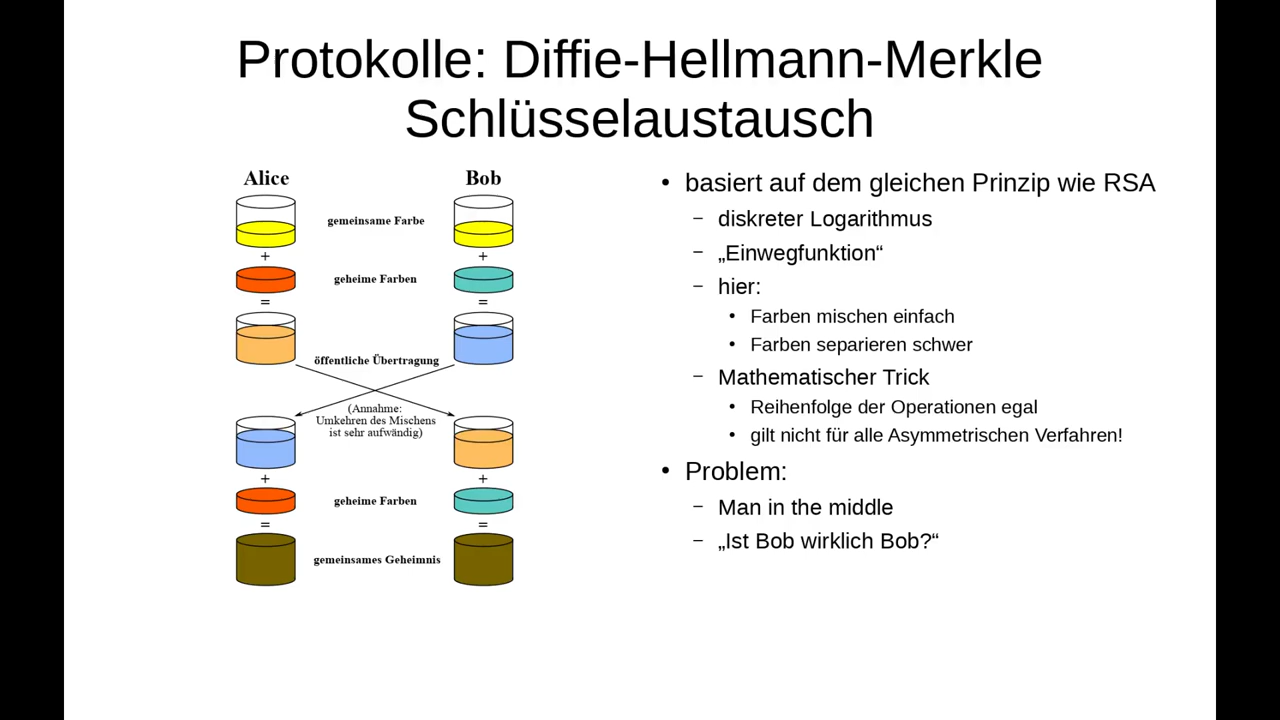 Protokolle: Diffie-Hellmann-Merkle
Schlüsselaustausch
Alice Bob
gemeinsame Farbe
+ +
geheime Farben
= =
öffentliche Übertragung
(Annahme:
Umkehren des Mischens
ist sehr aufwändig)
+ +
geheime Farben
= =
gemeinsames Geheimnis
• basiert auf dem gleichen Prinzip wie RSA
– diskreter Logarithmus
– „Einwegfunktion“
– hier:
• Farben mischen einfach
• Farben separieren schwer
– Mathematischer Trick
• Reihenfolge der Operationen egal
• gilt nicht für alle Asymmetrischen Verfahren!
• Problem:
– Man in the middle
– „Ist Bob wirklich Bob?“